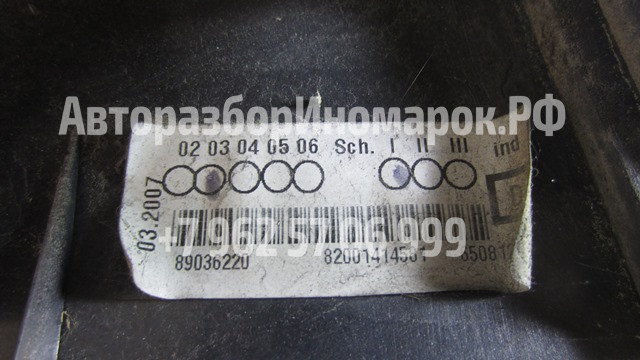 АвторазборИномарок.РФ
02 03 04 05 06 Sch. I II III ind
03.2007
+7 962 57 16 999
89036220